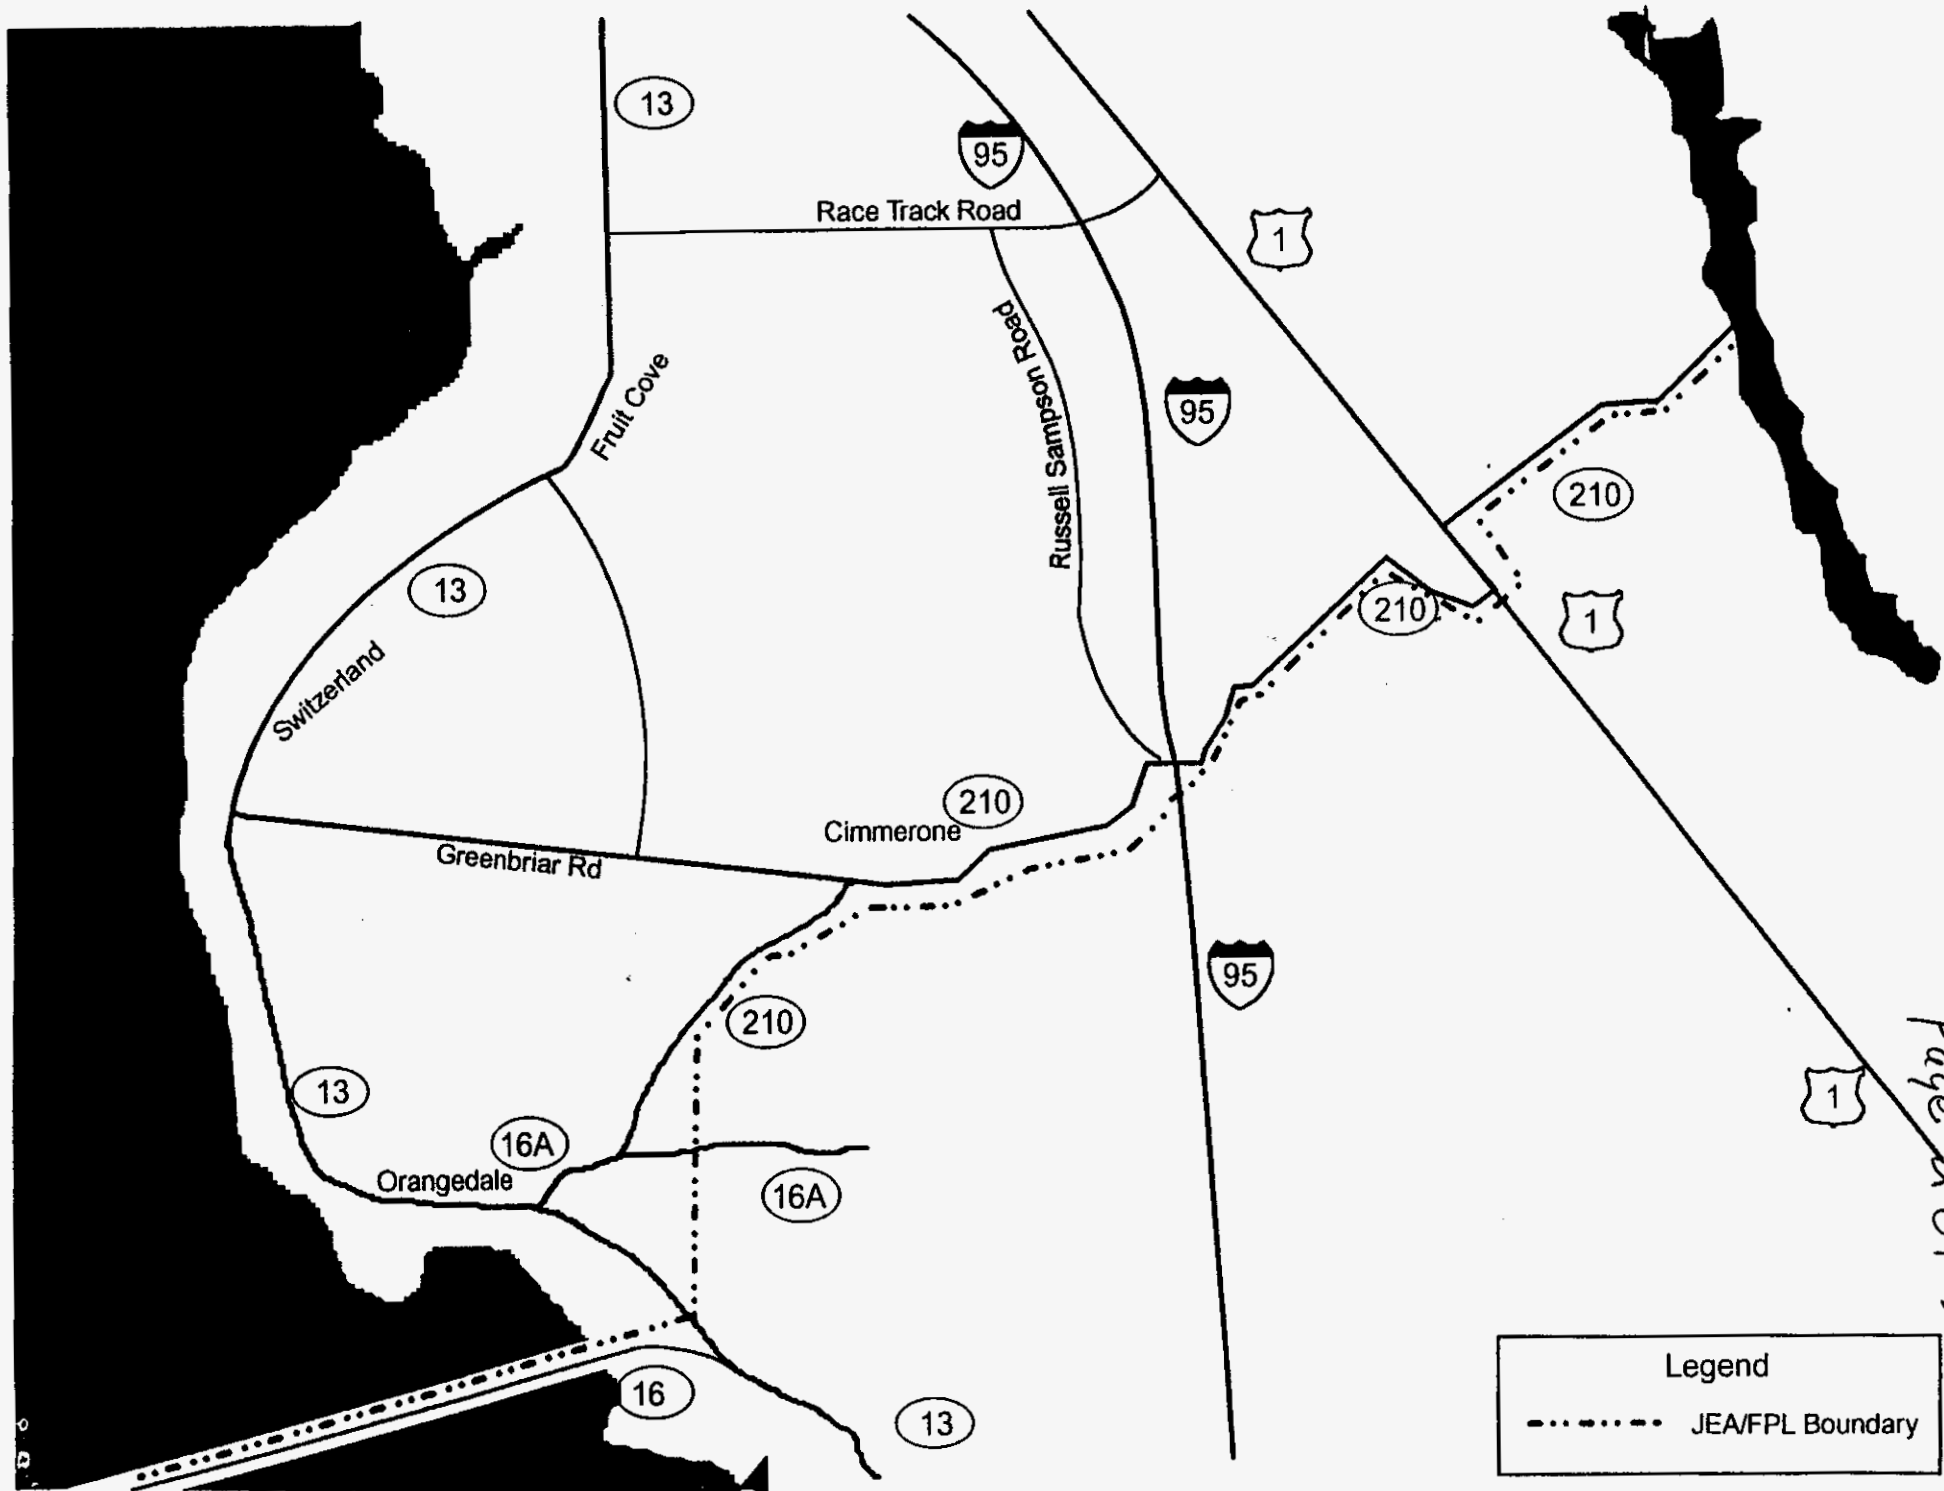 13
95
Race Track Road
1
Russell Sampson Road
Fruit Cove
95
210
13
210
1
Switzerland
210
Cimmerone
Greenbriar Rd
95
210
13
1
Page
16A
Orangedale
16A
16
13
Legend
JEA/FPL Boundary